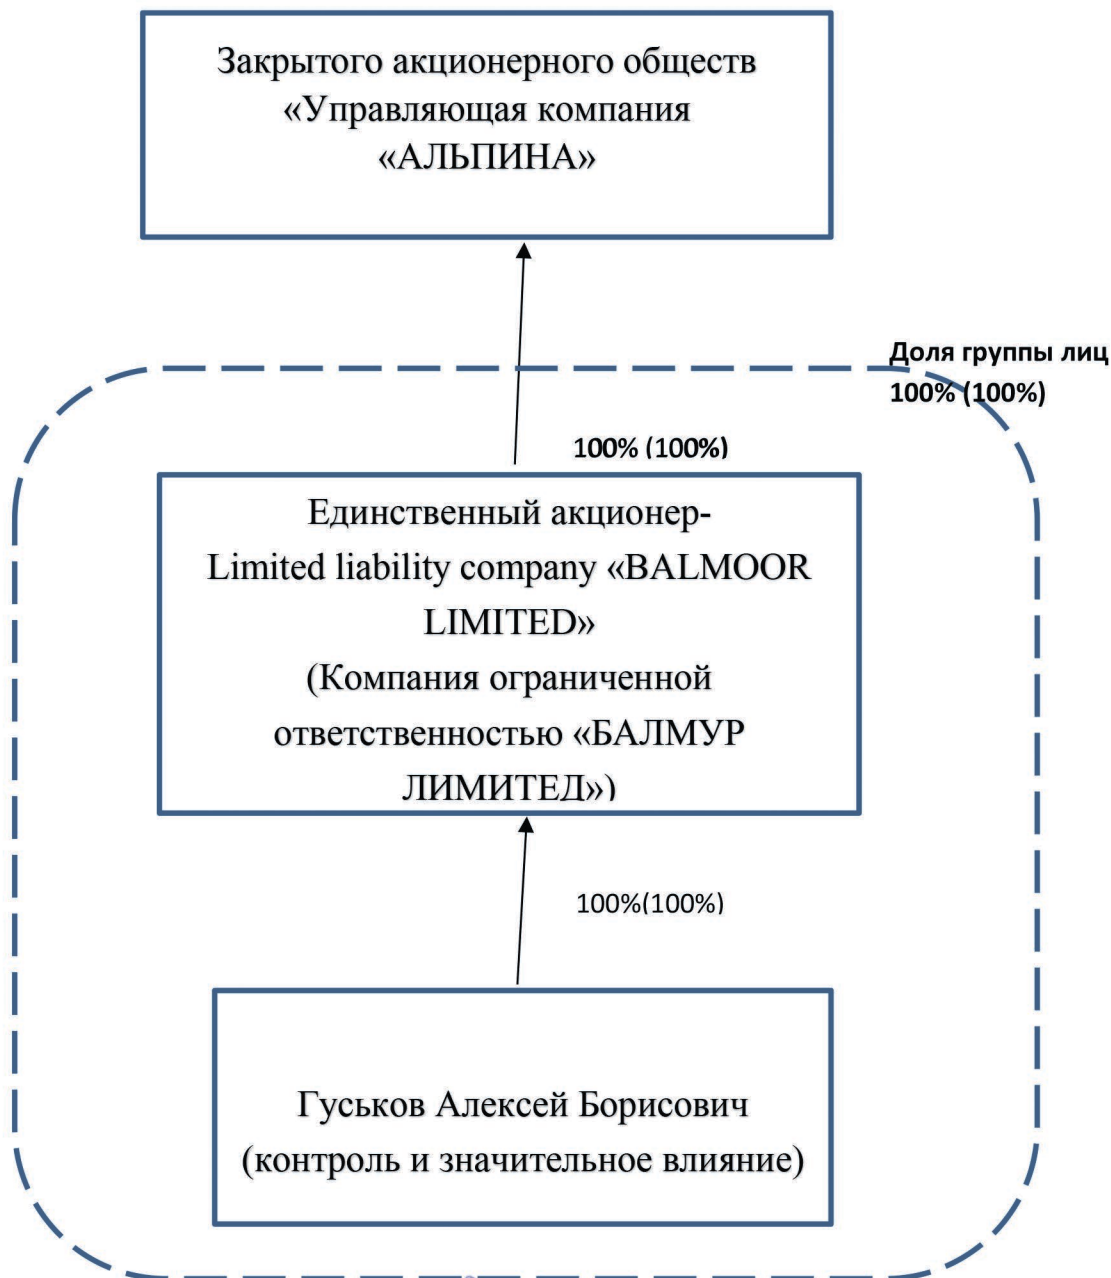 Закрытого акционерного обществ
«Управляющая компания
«АЛЬПИНА»
Доля группы лиц
100% (100%)
100% (100%)
Единственный акционер-
Limited liability company «BALMOOR
LIMITED»
(Компания ограниченной
ответственностью «БАЛМУР
ЛИМИТЕД»)
100%(100%)
Гуськов Алексей Борисович
(контроль и значительное влияние)